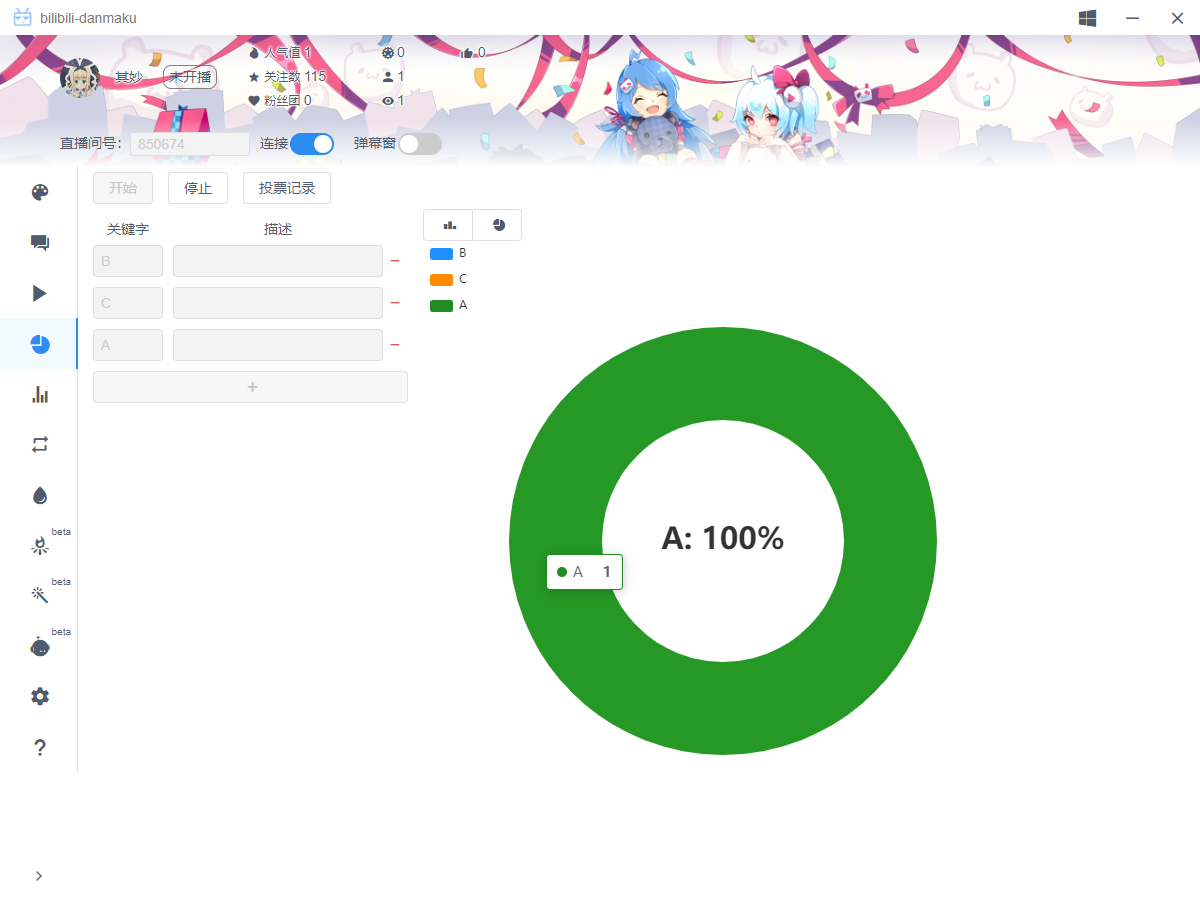 bilibili-danmaku
人气值 1 0 0
其妙 未开播 关注数 115 1
粉丝团 0 1
直播间号: 850674 连接 弹幕窗
开始 停止 投票记录
关键字 描述
B
C
A
+
B
C
A
A: 100%
A 1
beta
beta
beta
?